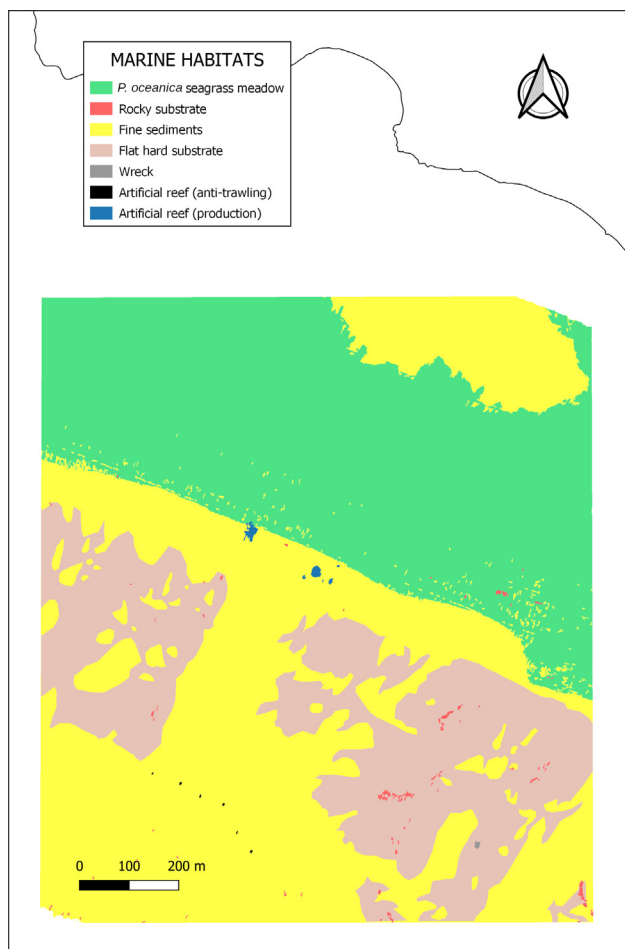 MARINE HABITATS
P. oceanica seagrass meadow
Rocky substrate
Fine sediments
Flat hard substrate
Wreck
Artificial reef (anti-trawling)
Artificial reef (production)
0 100 200 m